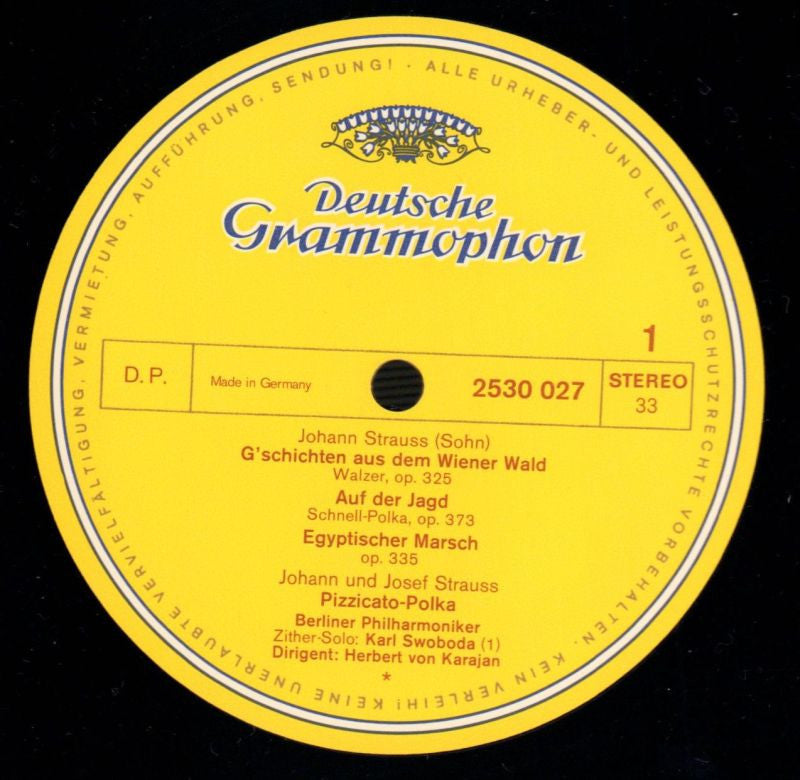 ALLE URHEBER- UND LEISTUNGSSCHUTZRECHTE VORBEHALTEN. KEIN VERLEIH! KEINE UNERLAUBTE VERVIELFÄLTIGUNG, VERMIETUNG, AUFFÜHRUNG, SENDUNG! ·
Deutsche
Grammophon
1
D.P.
Made in Germany
2530 027
STEREO
33
Johann Strauss (Sohn)
G'schichten aus dem Wiener Wald
Walzer, op. 325
Auf der Jagd
Schnell-Polka, op. 373
Egyptischer Marsch
op. 335
Johann und Josef Strauss
Pizzicato-Polka
Berliner Philharmoniker
Zither-Solo: Karl Swoboda (1)
Dirigent: Herbert von Karajan
*